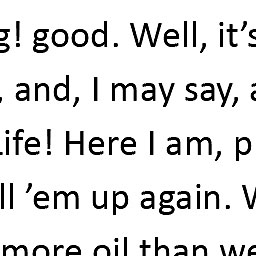 g! good. Well, it’s
, and, I may say, a
Life! Here I am, p
ll ’em up again. W
more oil than we